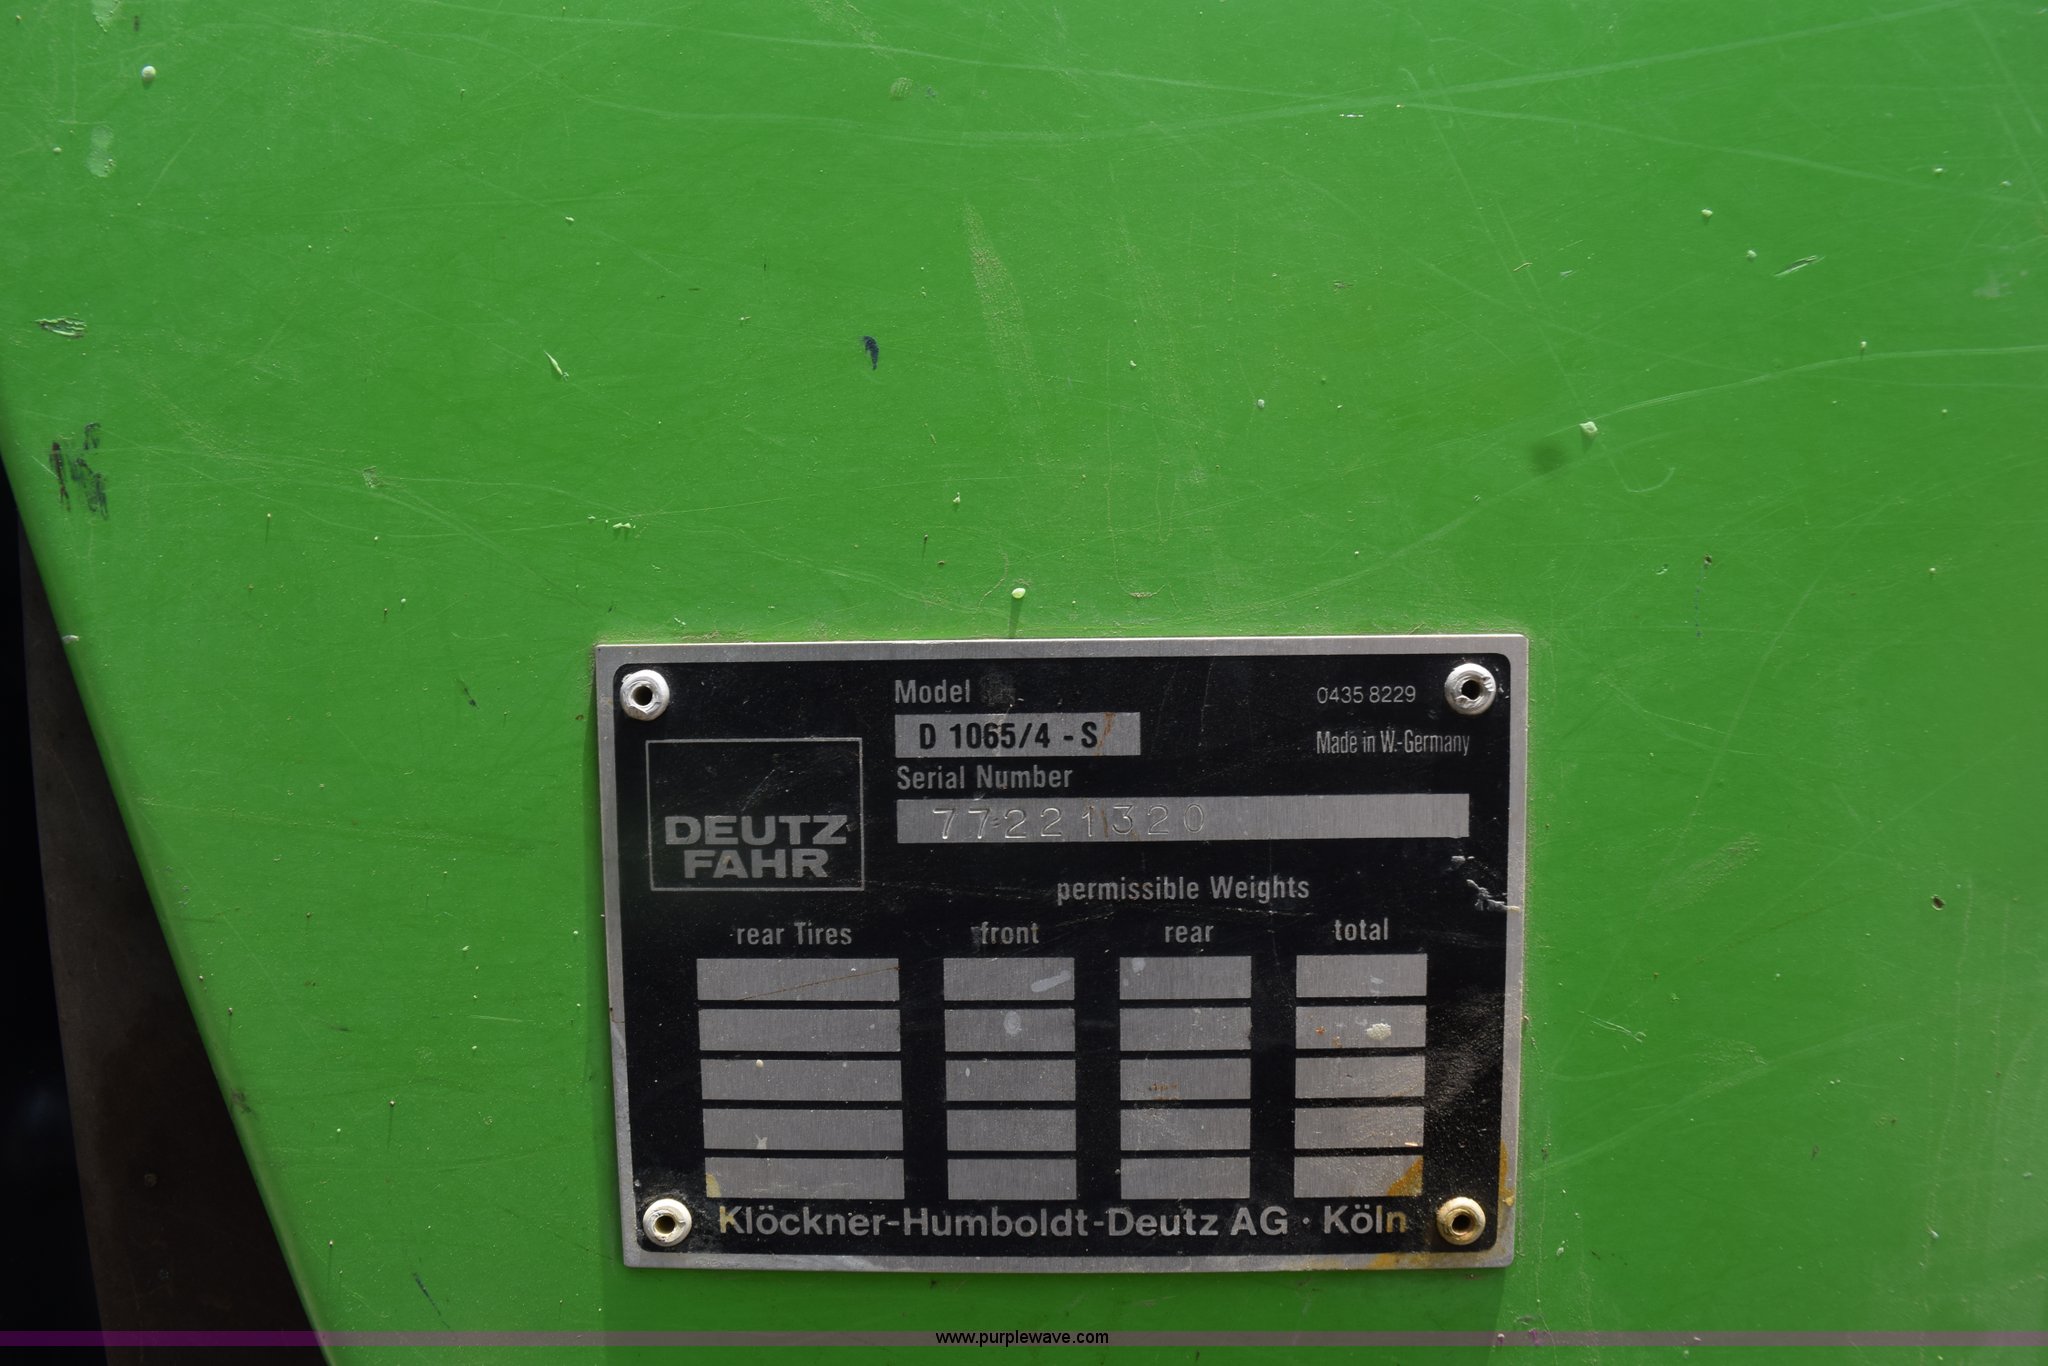 Model
0435 8229
D 1065/4 - S
Made in W.-Germany
Serial Number
77221320
DEUTZ
FAHR
permissible Weights
rear Tires front rear total
Klöckner-Humboldt-Deutz AG · Köln
www.purplewave.com